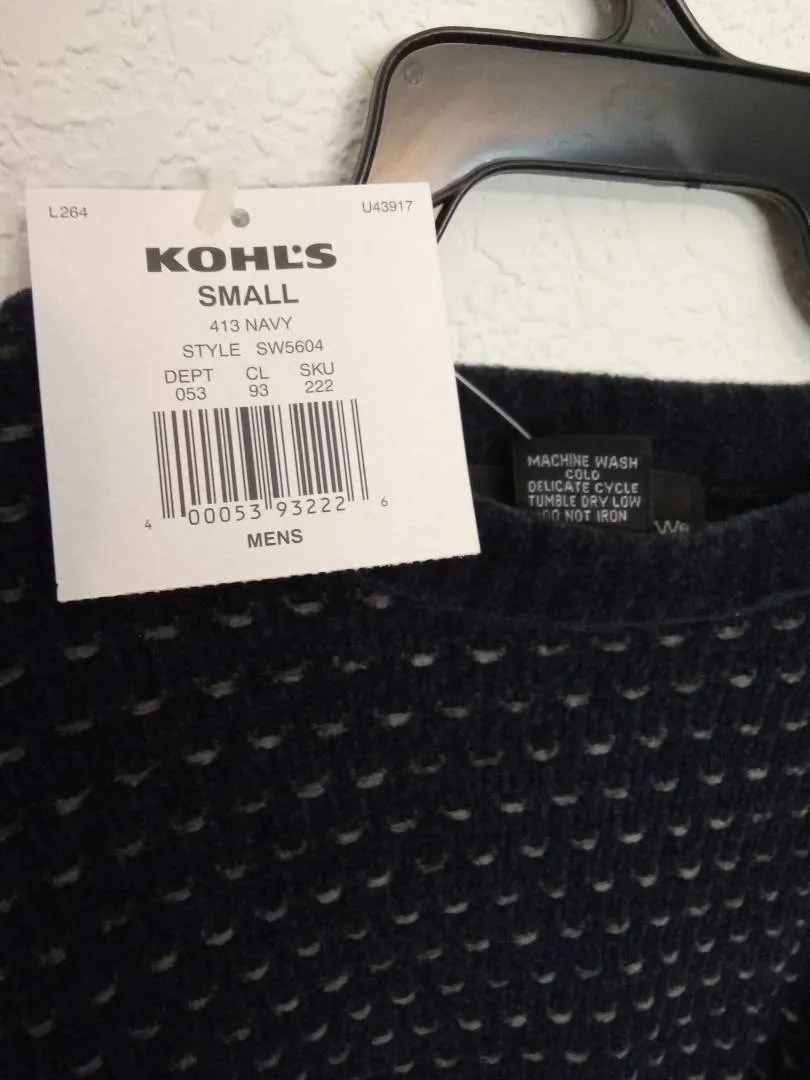 L264 U43917
KOHL'S
SMALL
413 NAVY
STYLE SW5604
DEPT CL SKU
053 93 222
4 00053 93222 6
MENS
MACHINE WASH
COLD
DELICATE CYCLE
TUMBLE DRY LOW
DO NOT IRON